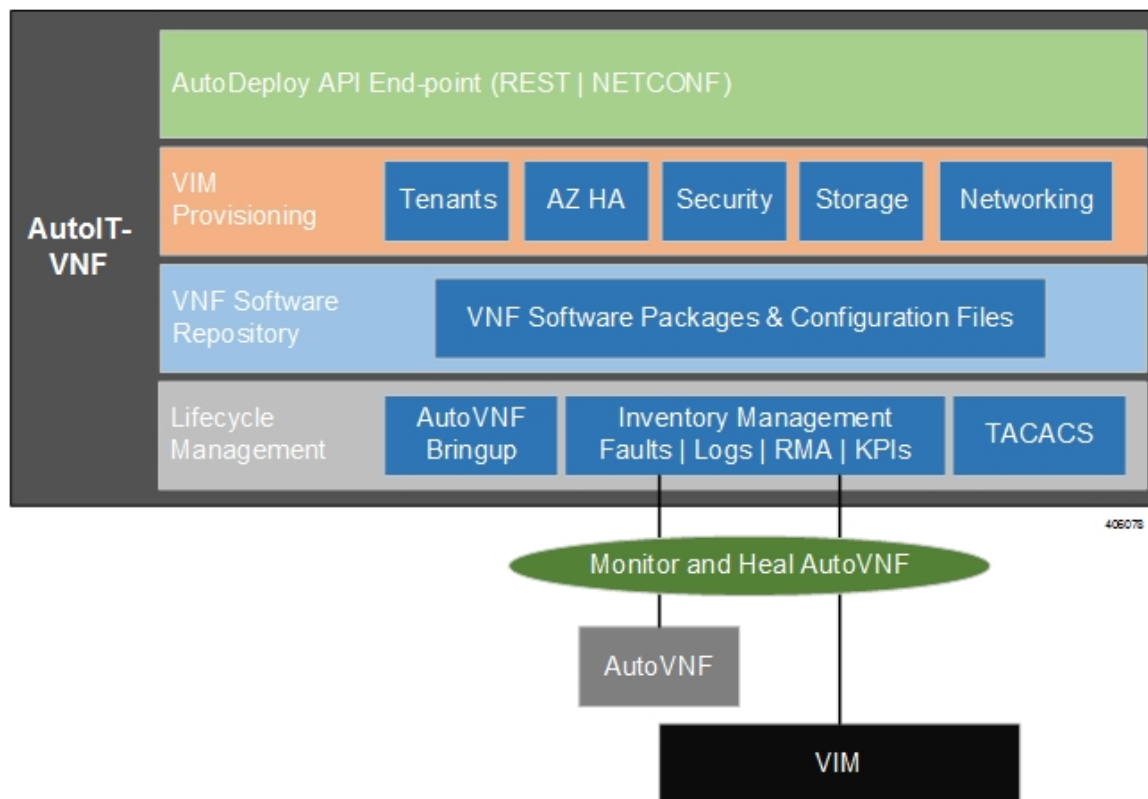 AutoIT-
VNF
AutoDeploy API End-point (REST | NETCONF)
VIM
Provisioning
Tenants
AZ HA
Security
Storage
Networking
VNF Software
Repository
VNF Software Packages & Configuration Files
Lifecycle
Management
AutoVNF
Bringup
Inventory Management
Faults | Logs | RMA | KPIs
TACACS
406078
Monitor and Heal AutoVNF
AutoVNF
VIM